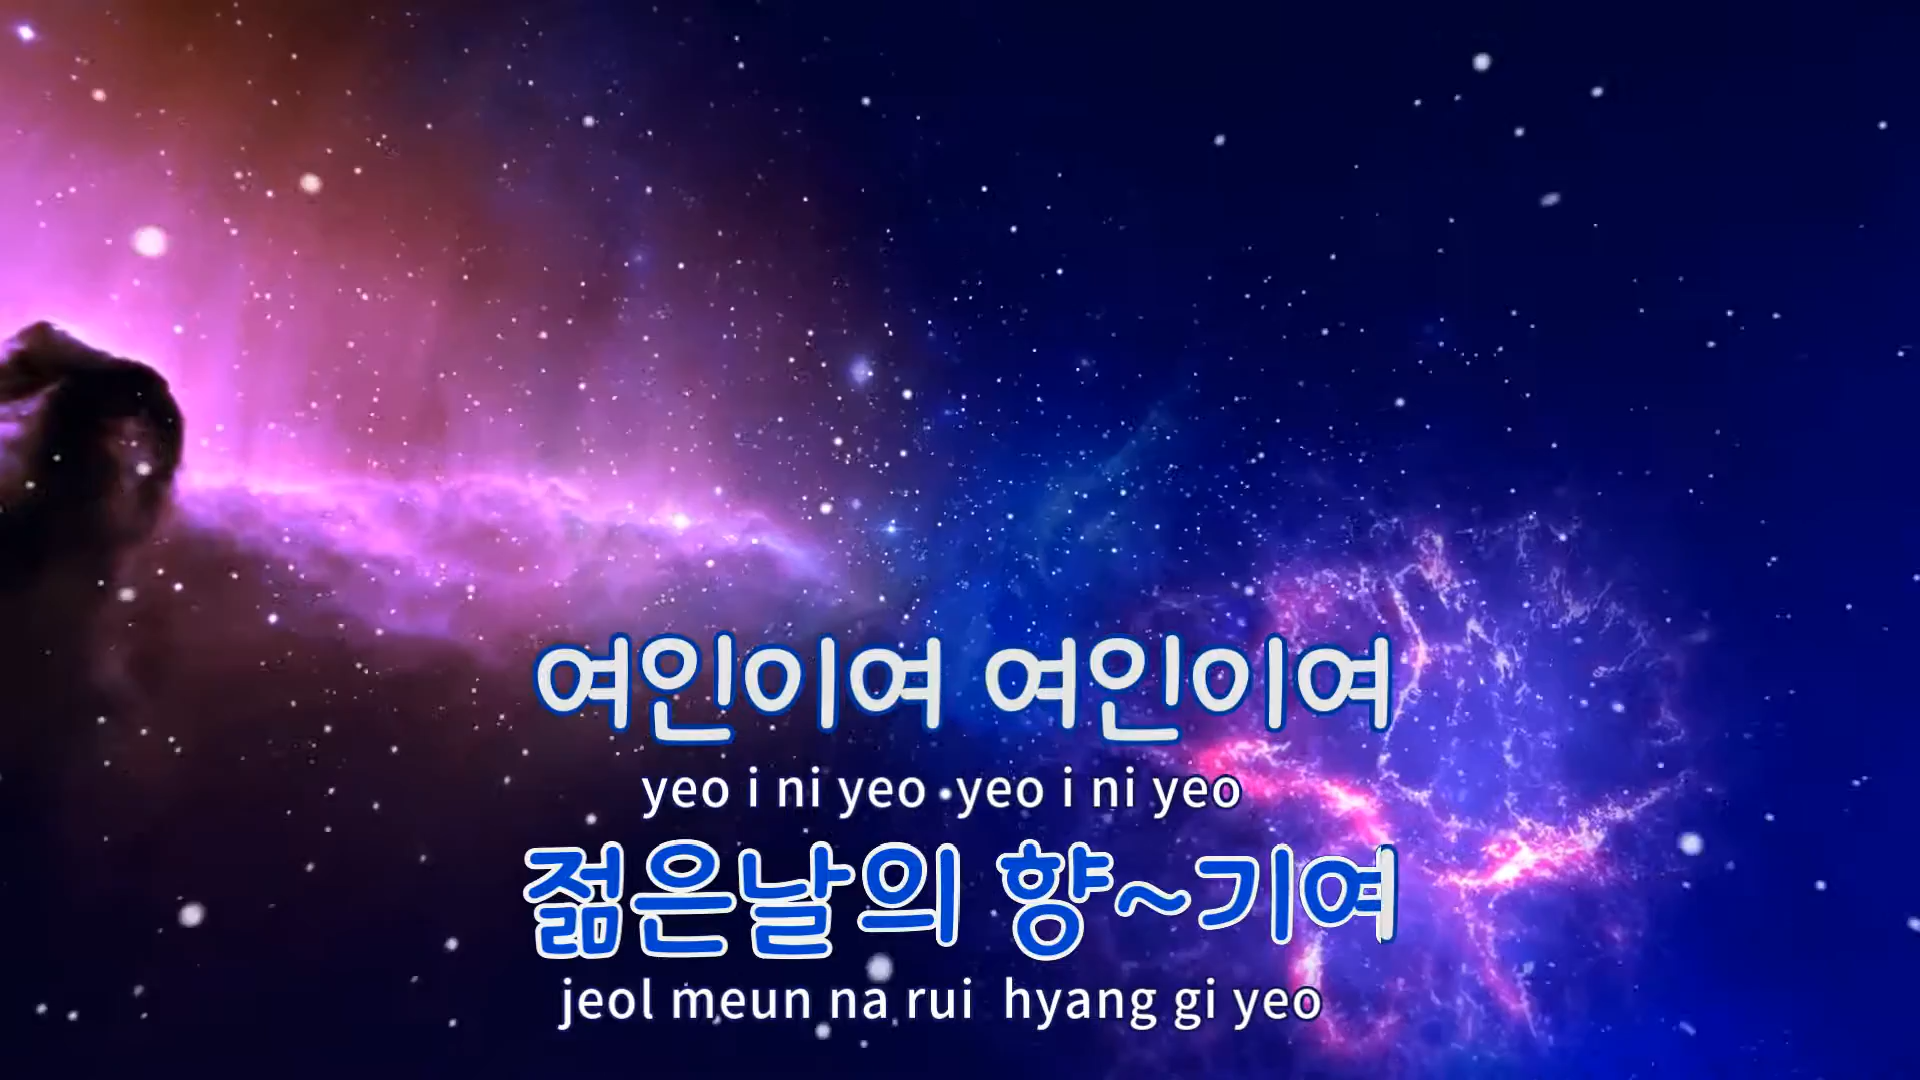 여인이여 여인이여
yeo i ni yeo yeo i ni yeo
젊은날의 향~기여
jeol meun na rui hyang gi yeo